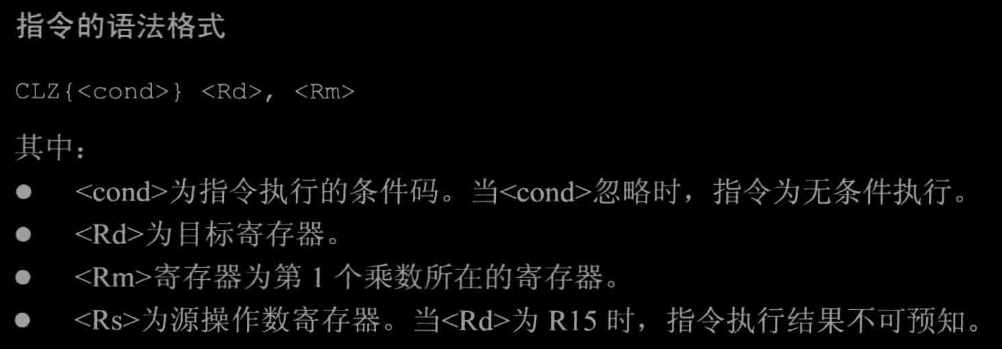 指令的语法格式
CLZ{<cond>} <Rd>, <Rm>
其中：
● <cond>为指令执行的条件码。当<cond>忽略时，指令为无条件执行。
● <Rd>为目标寄存器。
● <Rm>寄存器为第 1 个乘数所在的寄存器。
● <Rs>为源操作数寄存器。当<Rd>为 R15 时，指令执行结果不可预知。